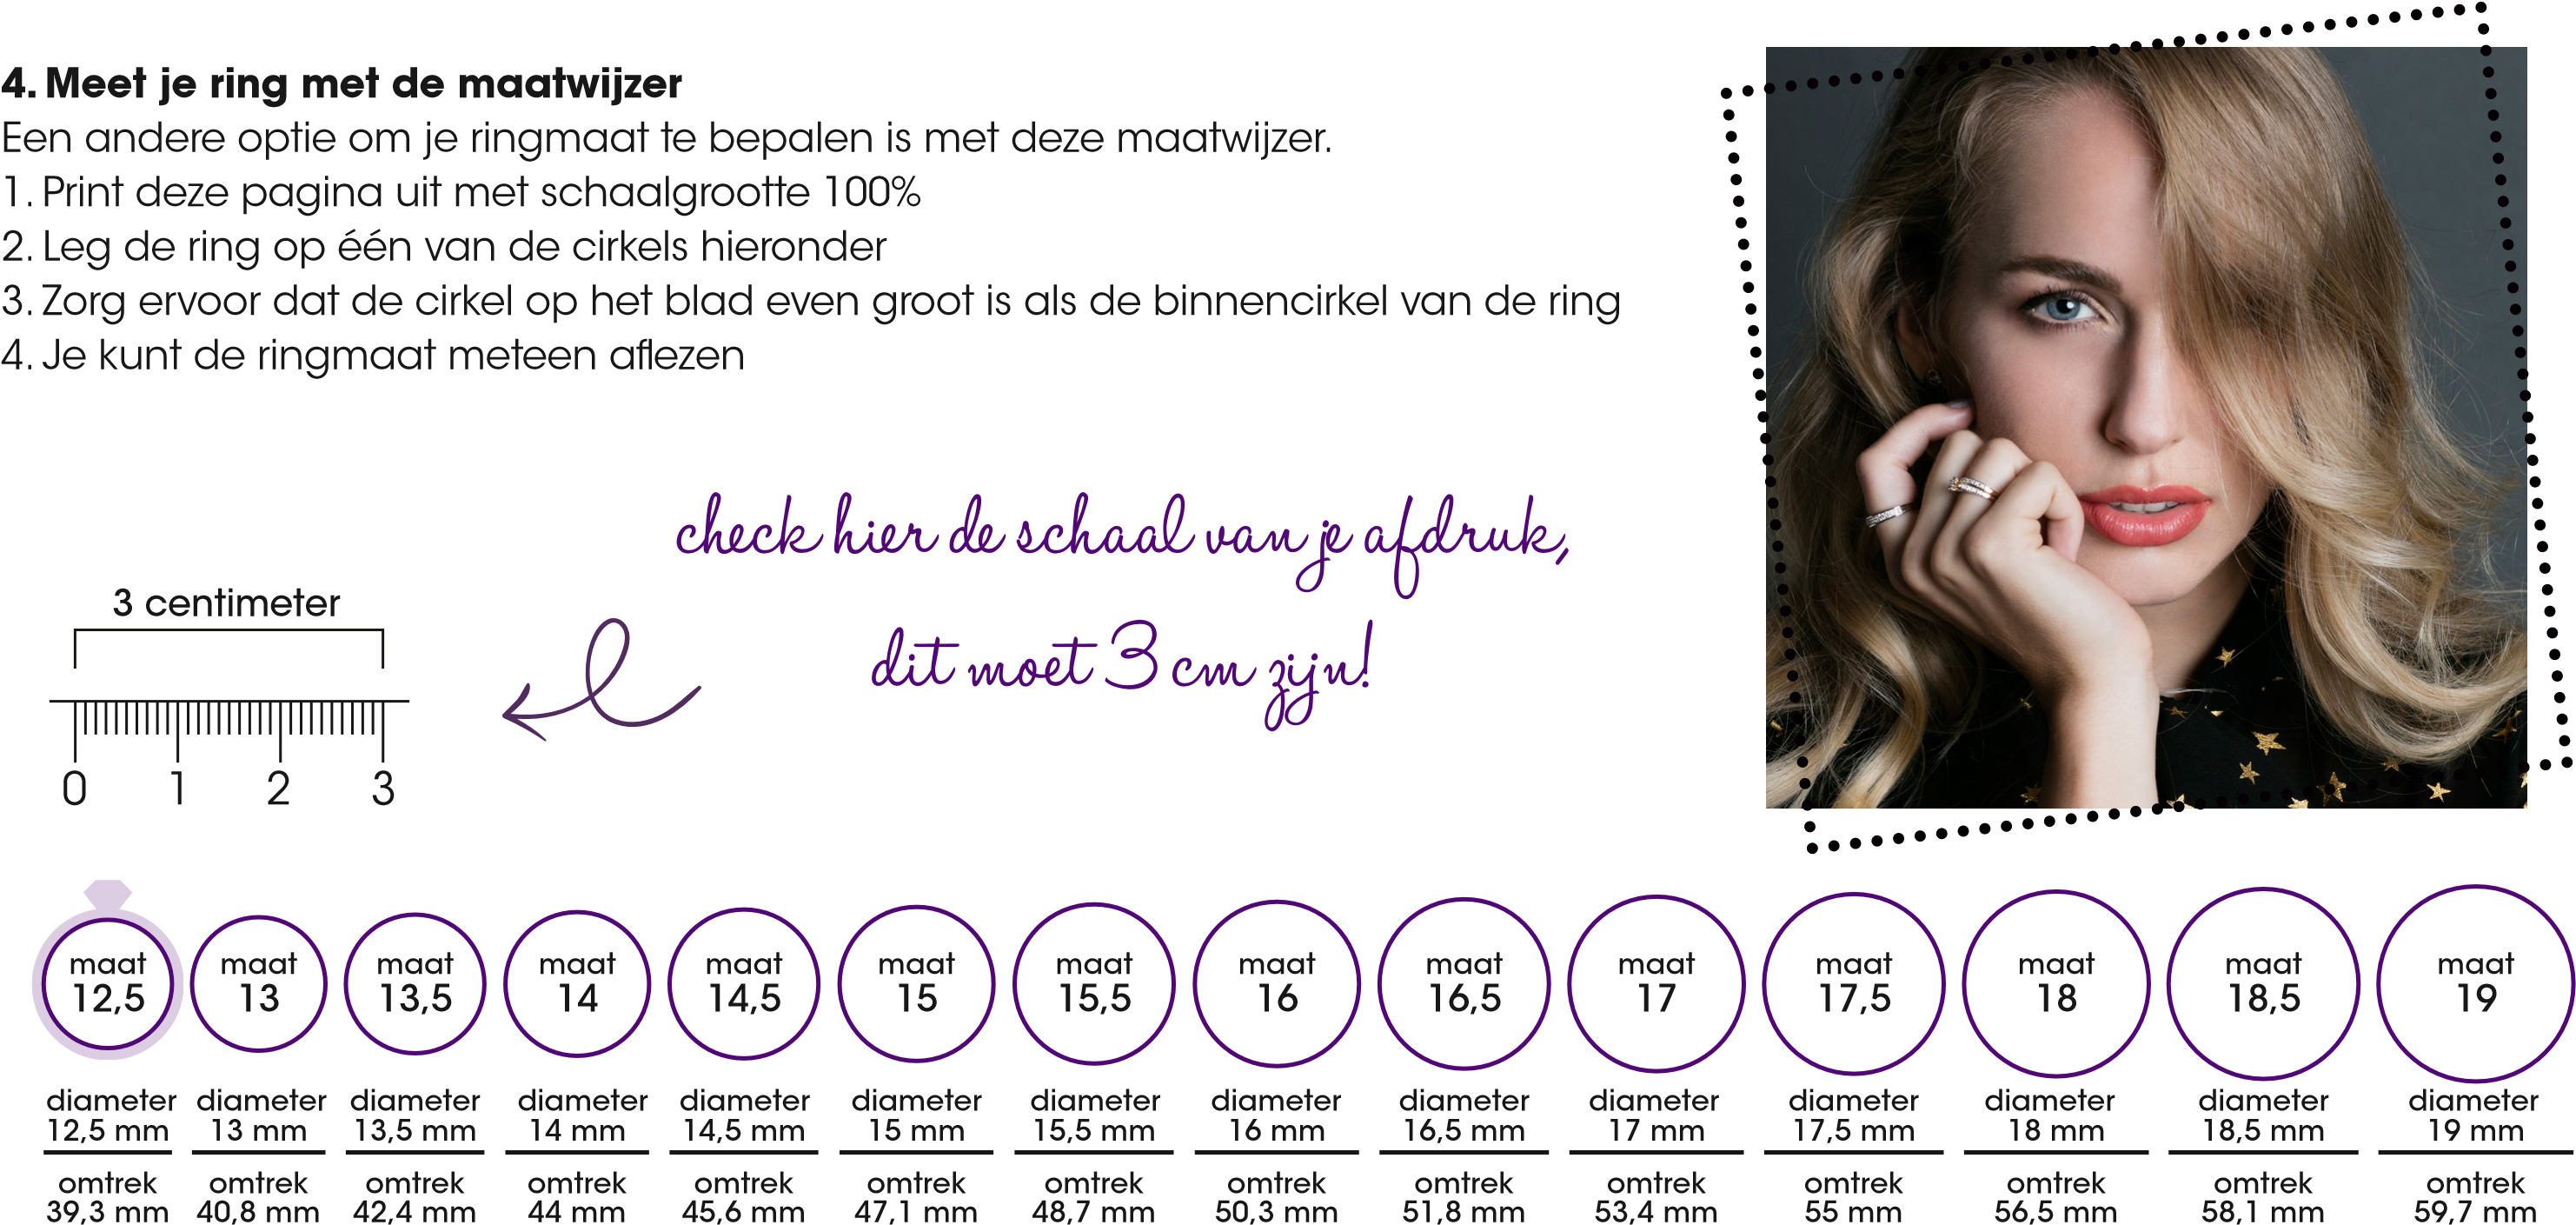 4. Meet je ring met de maatwijzer
Een andere optie om je ringmaat te bepalen is met deze maatwijzer.
1. Print deze pagina uit met schaalgrootte 100%
2. Leg de ring op één van de cirkels hieronder
3. Zorg ervoor dat de cirkel op het blad even groot is als de binnencirkel van de ring
4. Je kunt de ringmaat meteen aflezen
check hier de schaal van je afdruk,
dit moet 3 cm zijn!
3 centimeter
0 1 2 3
maat maat maat maat maat maat maat maat maat maat maat maat maat maat
12,5 13 13,5 14 14,5 15 15,5 16 16,5 17 17,5 18 18,5 19
diameter diameter diameter diameter diameter diameter diameter diameter diameter diameter diameter diameter diameter diameter
12,5 mm 13 mm 13,5 mm 14 mm 14,5 mm 15 mm 15,5 mm 16 mm 16,5 mm 17 mm 17,5 mm 18 mm 18,5 mm 19 mm
omtrek omtrek omtrek omtrek omtrek omtrek omtrek omtrek omtrek omtrek omtrek omtrek omtrek omtrek
39,3 mm 40,8 mm 42,4 mm 44 mm 45,6 mm 47,1 mm 48,7 mm 50,3 mm 51,8 mm 53,4 mm 55 mm 56,5 mm 58,1 mm 59,7 mm